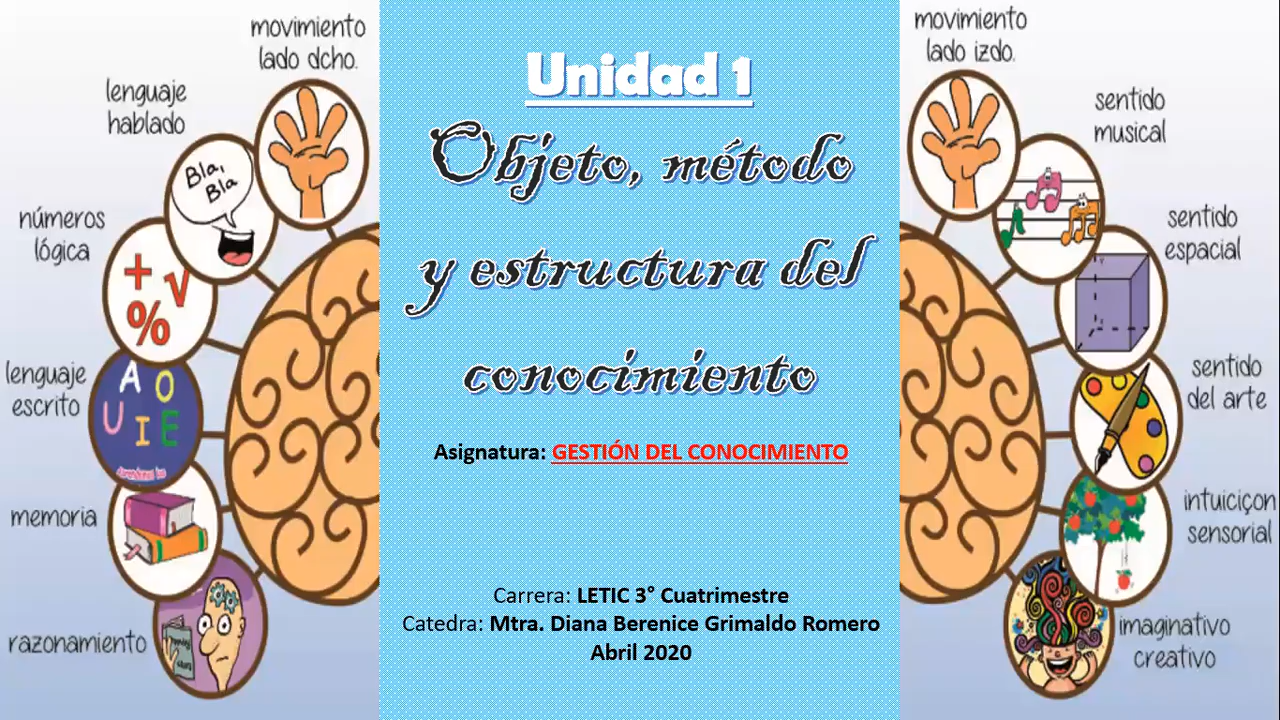 movimiento
lado dcho.
lenguaje
hablado
Bla,
Bla
números
lógica
+
√
%
lenguaje
escrito
A O
U I E
memoria
razonamiento
Unidad 1
Objeto, método
y estructura del
conocimiento
Asignatura: GESTIÓN DEL CONOCIMIENTO
Carrera: LETIC 3° Cuatrimestre
Catedra: Mtra. Diana Berenice Grimaldo Romero
Abril 2020
movimiento
lado izdo.
sentido
musical
sentido
espacial
sentido
del arte
intuiciçon
sensorial
imaginativo
creativo